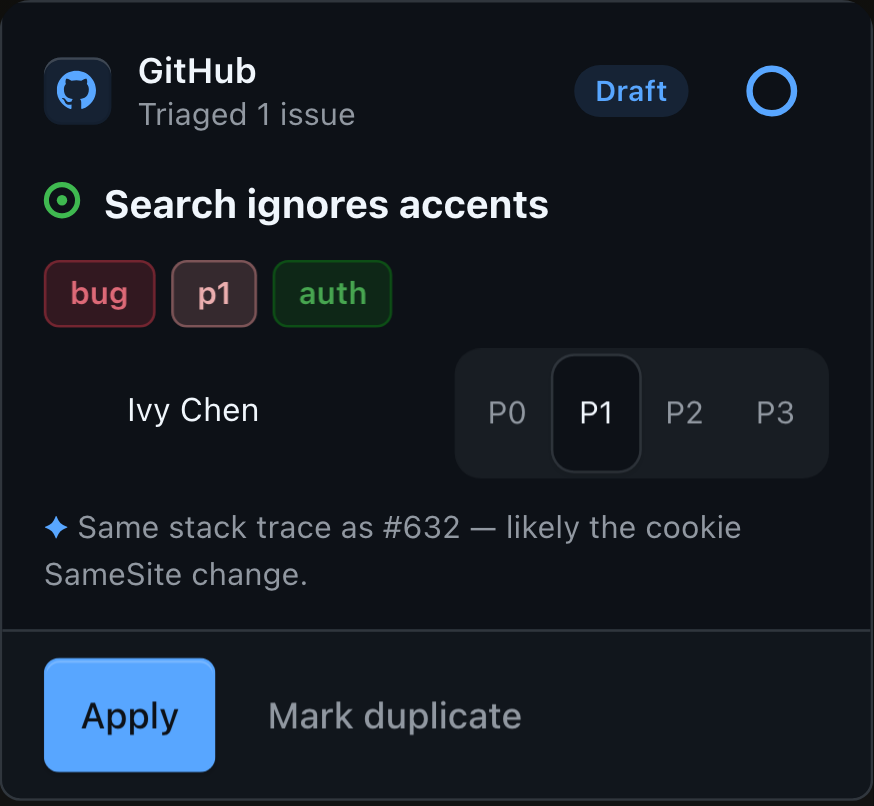 GitHub
Triaged 1 issue
Draft
Search ignores accents
bug
p1
auth
Ivy Chen
P0
P1
P2
P3
Same stack trace as #632 — likely the cookie
SameSite change.
Apply
Mark duplicate